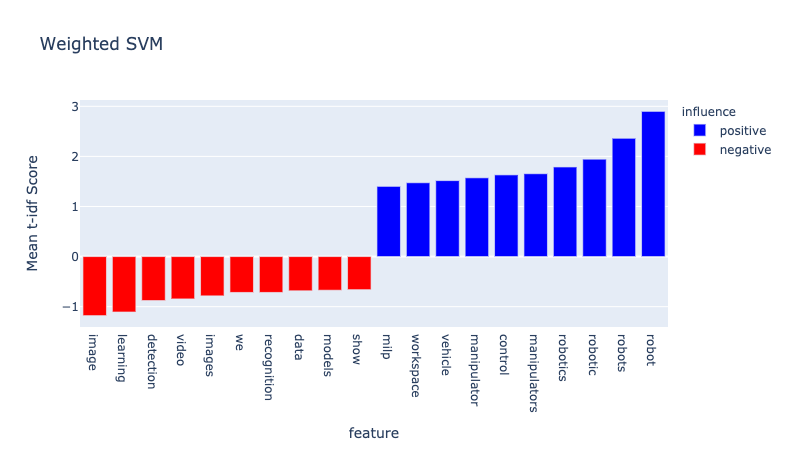 Weighted SVM
influence
positive
negative
Mean t-idf Score
3
2
1
0
−1
image
learning
detection
video
images
we
recognition
data
models
show
milp
workspace
vehicle
manipulator
control
manipulators
robotics
robotic
robots
robot
feature